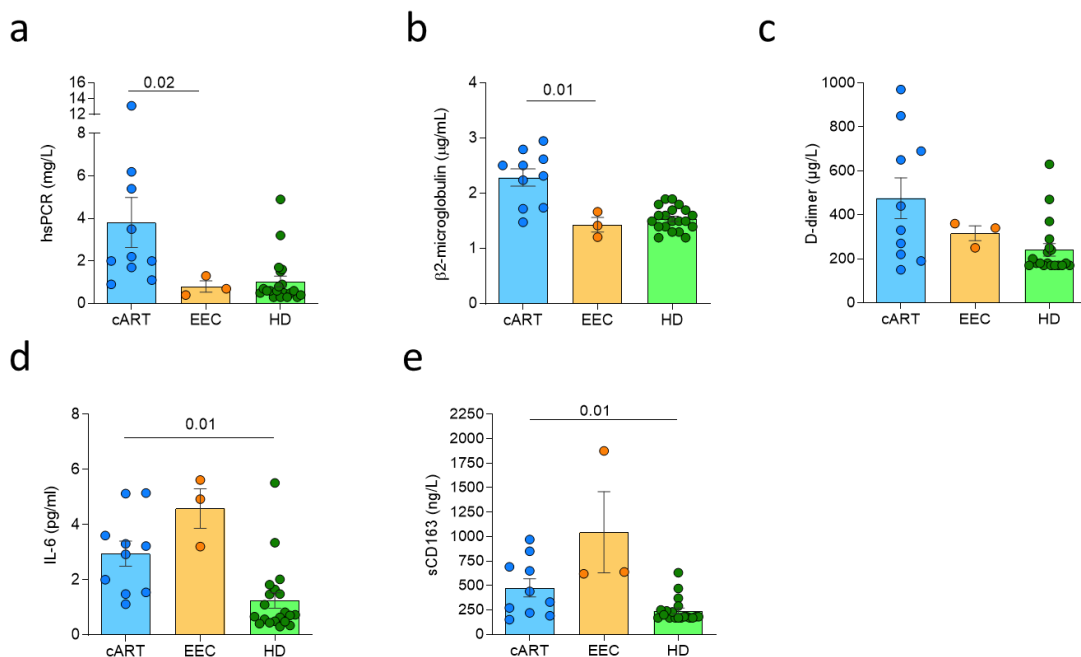 a
0.02
16
14
12
8
6
4
2
0
hsPCR (mg/L)
cART EEC HD
b
0.01
4
3
2
1
0
β2-microglobulin (μg/mL)
cART EEC HD
c
1000
800
600
400
200
0
D-dimer (μg/L)
cART EEC HD
d
0.01
8
6
4
2
0
IL-6 (pg/ml)
cART EEC HD
e
0.01
2250
2000
1750
1500
1250
1000
750
500
250
0
sCD163 (ng/L)
cART EEC HD